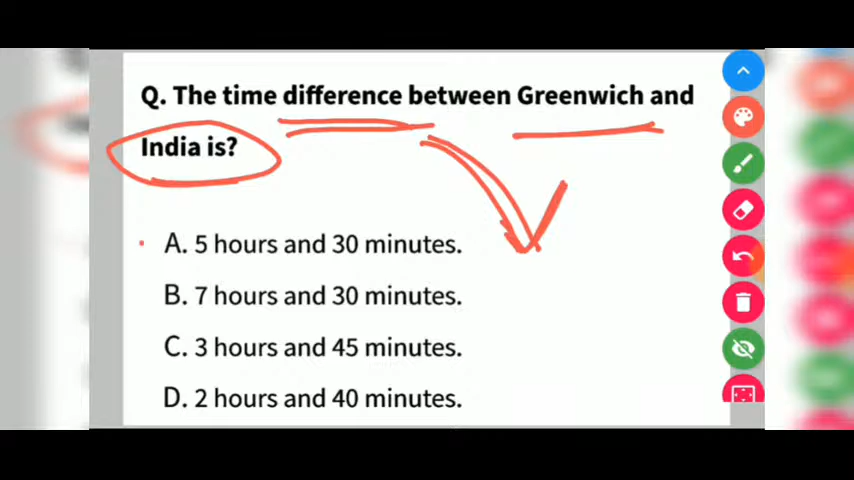 Q. The time difference between Greenwich and
India is?
A. 5 hours and 30 minutes.
B. 7 hours and 30 minutes.
C. 3 hours and 45 minutes.
D. 2 hours and 40 minutes.